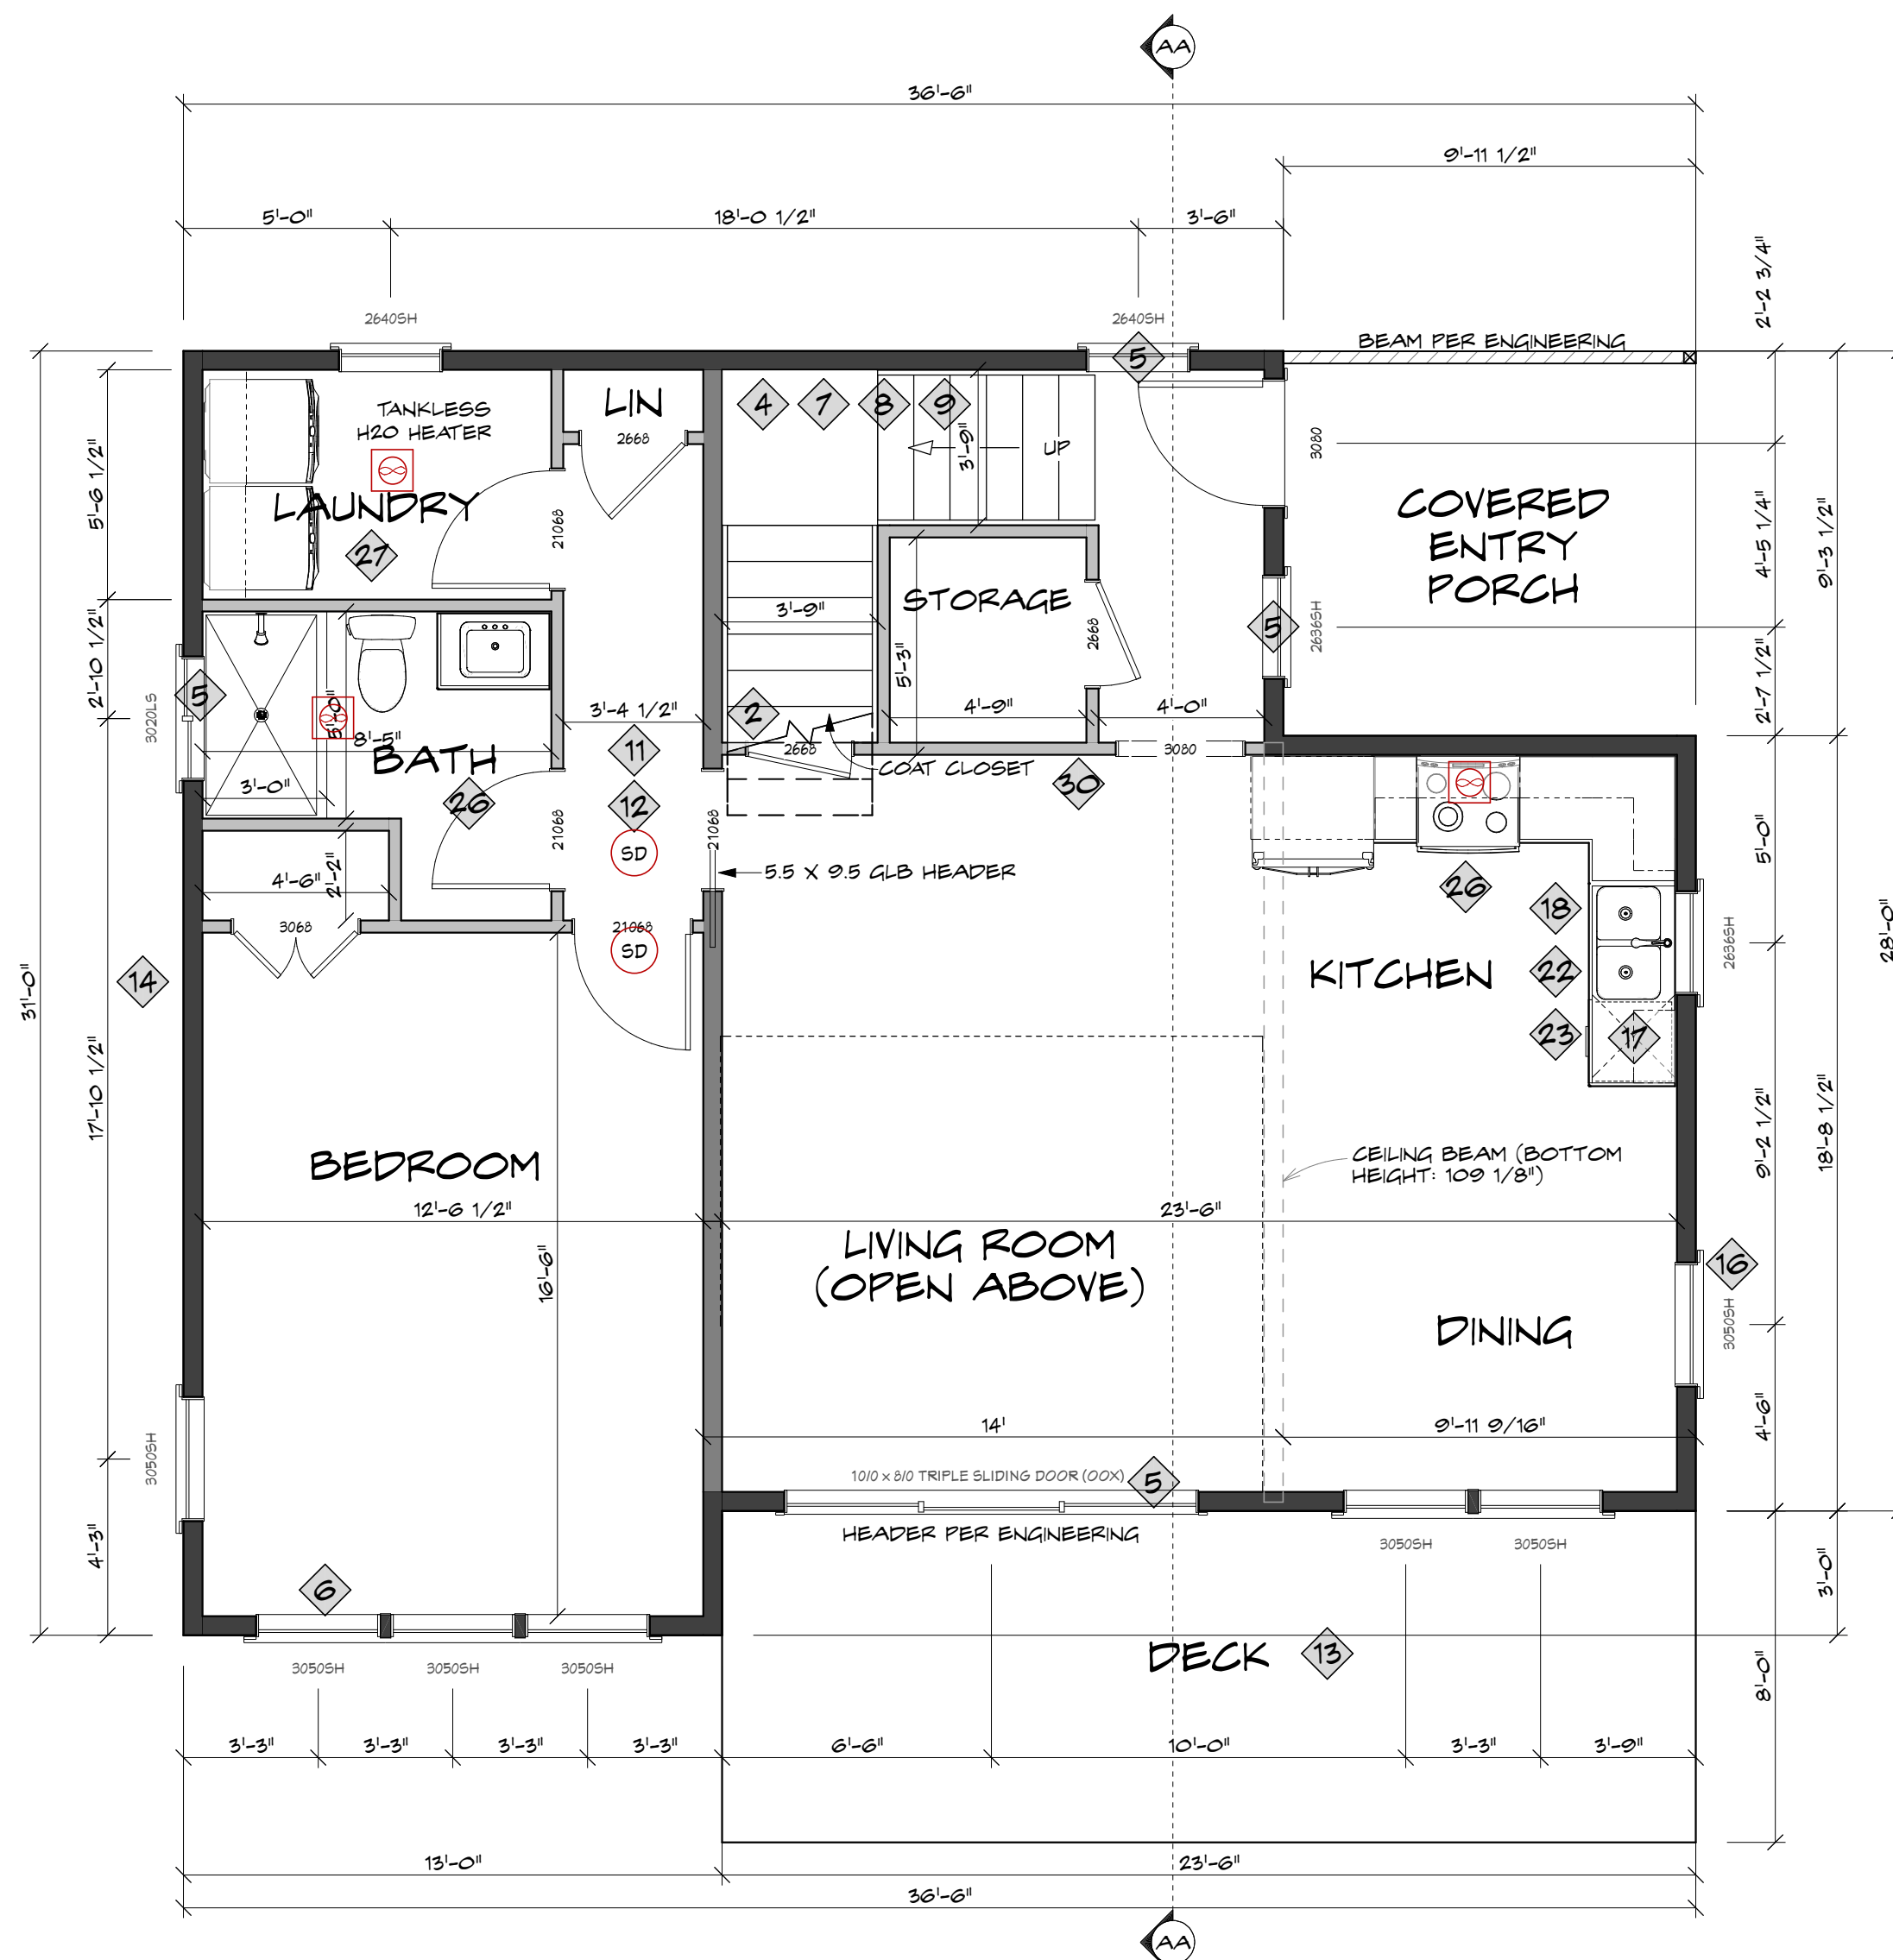 AA
36'-6"
9'-11 1/2"
5'-0"
18'-0 1/2"
3'-6"
2'-2 3/4"
2640SH
2640SH
5
BEAM PER ENGINEERING
LIN
2668
TANKLESS
H2O HEATER
4
7
8
9
3'-9"
UP
3080
COVERED
ENTRY
PORCH
5'-6 1/2"
LAUNDRY
27
21068
4'-5 1/4"
9'-3 1/2"
STORAGE
3'-9"
5'-3"
2668
5
2636SH
2'-10 1/2"
3020LS
5
5'-0"
8'-5"
BATH
3'-0"
26
3'-4 1/2"
11
12
SD
21068
21068
2
2668
COAT CLOSET
4'-9"
4'-0"
3080
30
2'-7 1/2"
5.5 X 9.5 GLB HEADER
4'-6"
2'-2"
3068
21068
SD
26
18
22
23
17
KITCHEN
2636SH
5'-0"
28'-0"
31'-0"
14
17'-10 1/2"
BEDROOM
12'-6 1/2"
16'-6"
CEILING BEAM (BOTTOM
HEIGHT: 109 1/8")
23'-6"
LIVING ROOM
(OPEN ABOVE)
DINING
16
3050SH
9'-2 1/2"
18'-8 1/2"
4'-6"
14'
9'-11 9/16"
3050SH
10/0 x 8/0 TRIPLE SLIDING DOOR (OOX)
5
HEADER PER ENGINEERING
3050SH
3050SH
4'-3"
6
3'-0"
DECK
13
3050SH
3050SH
3050SH
8'-0"
3'-3"
3'-3"
3'-3"
3'-3"
6'-6"
10'-0"
3'-3"
3'-9"
13'-0"
23'-6"
36'-6"
AA